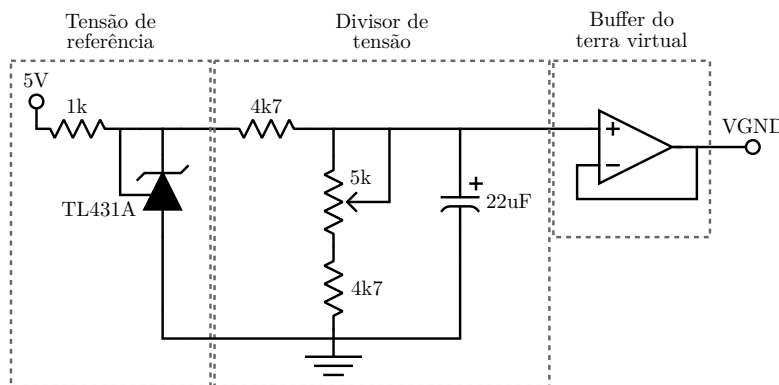 Tensão de
referência
Divisor de
tensão
Buffer do
terra virtual
5V
1k
TL431A
4k7
5k
4k7
22uF
VGND